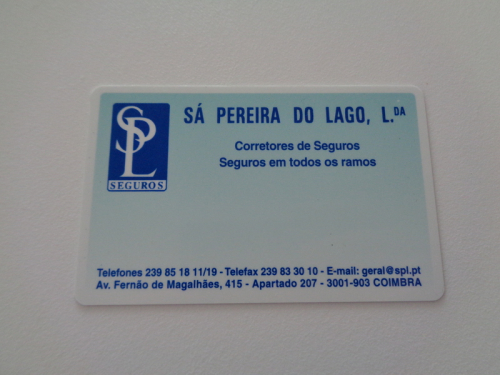 SPL
SEGUROS
SÁ PEREIRA DO LAGO, L.DA
Corretores de Seguros
Seguros em todos os ramos
Telefones 239 85 18 11/19 - Telefax 239 83 30 10 - E-mail: geral@spl.pt
Av. Fernão de Magalhães, 415 - Apartado 207 - 3001-903 COIMBRA